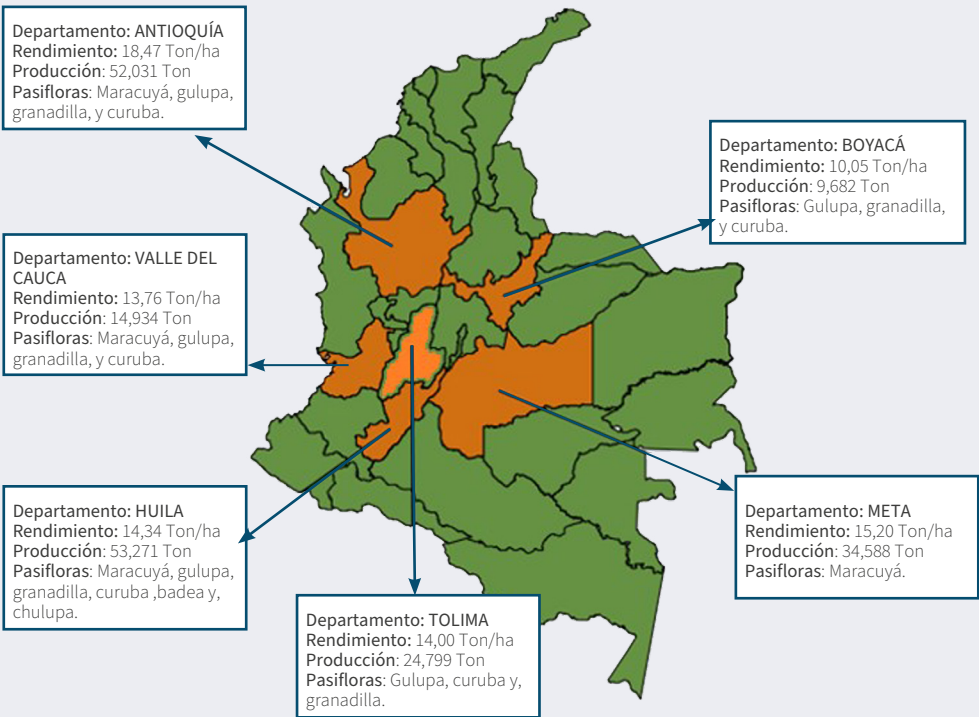 Departamento: ANTIOQUÍA
Rendimiento: 18,47 Ton/ha
Producción: 52,031 Ton
Pasifloras: Maracuyá, gulupa,
granadilla, y curuba.
Departamento: BOYACÁ
Rendimiento: 10,05 Ton/ha
Producción: 9,682 Ton
Pasifloras: Gulupa, granadilla,
y curuba.
Departamento: VALLE DEL
CAUCA
Rendimiento: 13,76 Ton/ha
Producción: 14,934 Ton
Pasifloras: Maracuyá, gulupa,
granadilla, y curuba.
Departamento: HUILA
Rendimiento: 14,34 Ton/ha
Producción: 53,271 Ton
Pasifloras: Maracuyá, gulupa,
granadilla, curuba ,badea y,
chulupa.
Departamento: META
Rendimiento: 15,20 Ton/ha
Producción: 34,588 Ton
Pasifloras: Maracuyá.
Departamento: TOLIMA
Rendimiento: 14,00 Ton/ha
Producción: 24,799 Ton
Pasifloras: Gulupa, curuba y,
granadilla.